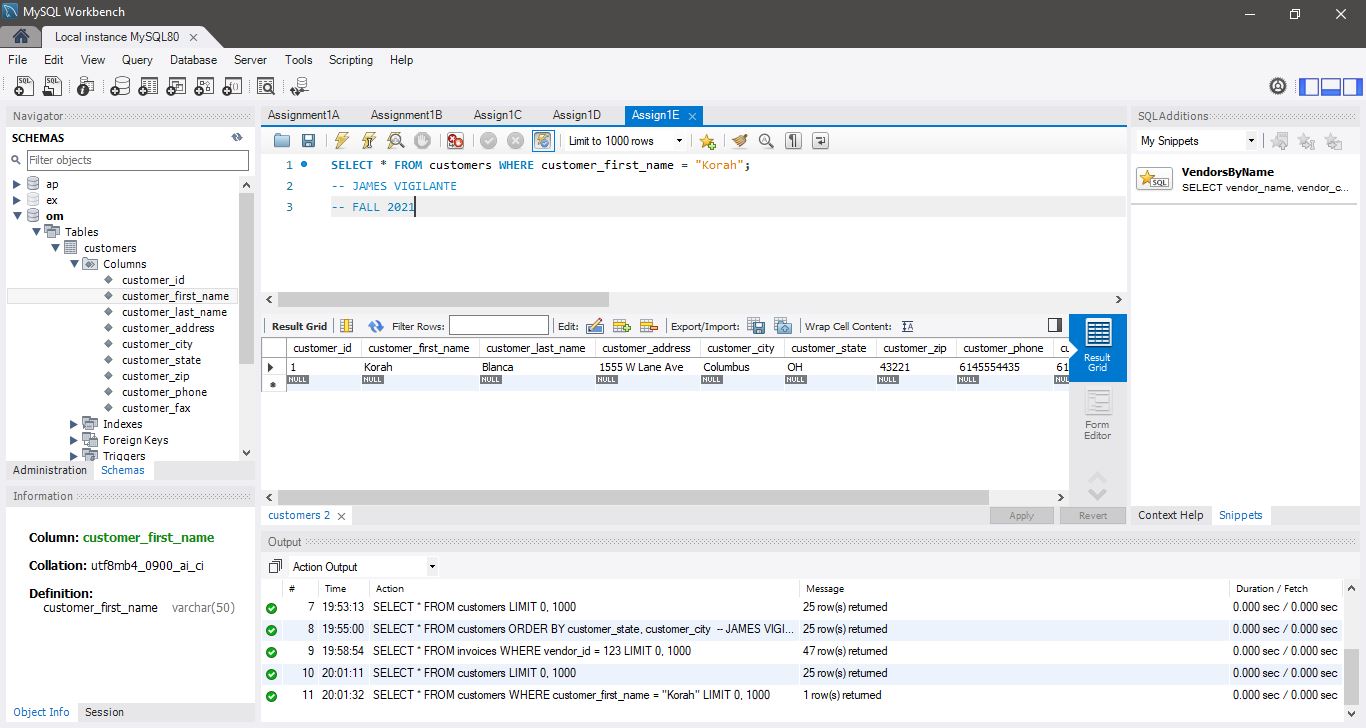 MySQL Workbench
Local instance MySQL80
File Edit View Query Database Server Tools Scripting Help
Navigator
SCHEMAS
Filter objects
ap
ex
om
Tables
customers
Columns
customer_id
customer_first_name
customer_last_name
customer_address
customer_city
customer_state
customer_zip
customer_phone
customer_fax
Indexes
Foreign Keys
Triggers
Administration Schemas
Information
Column: customer_first_name
Collation: utf8mb4_0900_ai_ci
Definition:
customer_first_name varchar(50)
Object Info Session
Assignment1A Assignment1B Assign1C Assign1D Assign1E
Limit to 1000 rows
1 SELECT * FROM customers WHERE customer_first_name = "Korah";
2 -- JAMES VIGILANTE
3 -- FALL 2021
Result Grid Filter Rows: Edit: Export/Import: Wrap Cell Content:
customer_id customer_first_name customer_last_name customer_address customer_city customer_state customer_zip customer_phone
1 Korah Blanca 1555 W Lane Ave Columbus OH 43221 6145554435 61
NULL NULL NULL NULL NULL NULL NULL NULL NULL
Result Grid
Form Editor
customers 2
Apply Revert
SQLAdditions
My Snippets
SQL
VendorsByName
SELECT vendor_name, vendor_c...
Context Help Snippets
Output
Action Output
# Time Action Message Duration / Fetch
7 19:53:13 SELECT * FROM customers LIMIT 0, 1000 25 row(s) returned 0.000 sec / 0.000 sec
8 19:55:00 SELECT * FROM customers ORDER BY customer_state, customer_city -- JAMES VIGI... 25 row(s) returned 0.000 sec / 0.000 sec
9 19:58:54 SELECT * FROM invoices WHERE vendor_id = 123 LIMIT 0, 1000 47 row(s) returned 0.000 sec / 0.000 sec
10 20:01:11 SELECT * FROM customers LIMIT 0, 1000 25 row(s) returned 0.000 sec / 0.000 sec
11 20:01:32 SELECT * FROM customers WHERE customer_first_name = "Korah" LIMIT 0, 1000 1 row(s) returned 0.000 sec / 0.000 sec